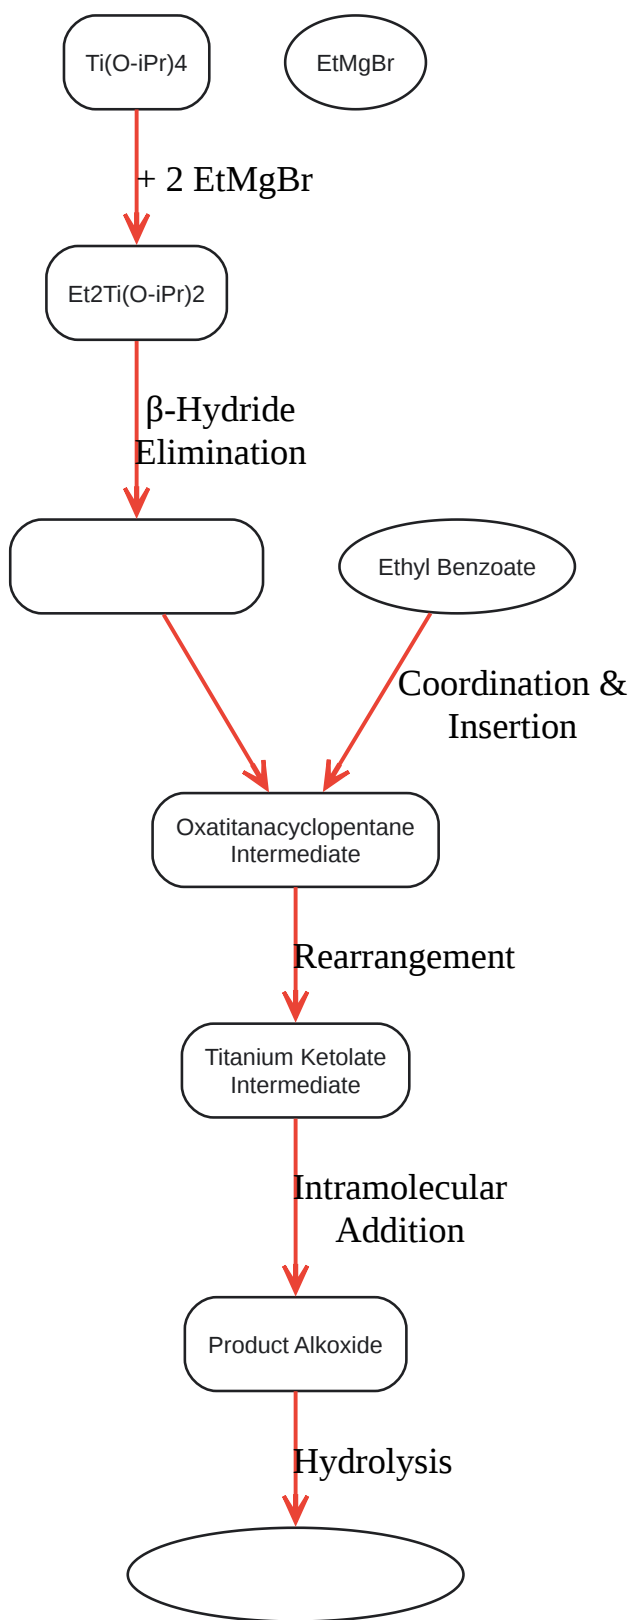 Ti(O-iPr)4
EtMgBr
+ 2 EtMgBr
Et2Ti(O-iPr)2
β-Hydride
Elimination
Ethyl Benzoate
Coordination &
Insertion
Oxatitanacyclopentane
Intermediate
Rearrangement
Titanium Ketolate
Intermediate
Intramolecular
Addition
Product Alkoxide
Hydrolysis